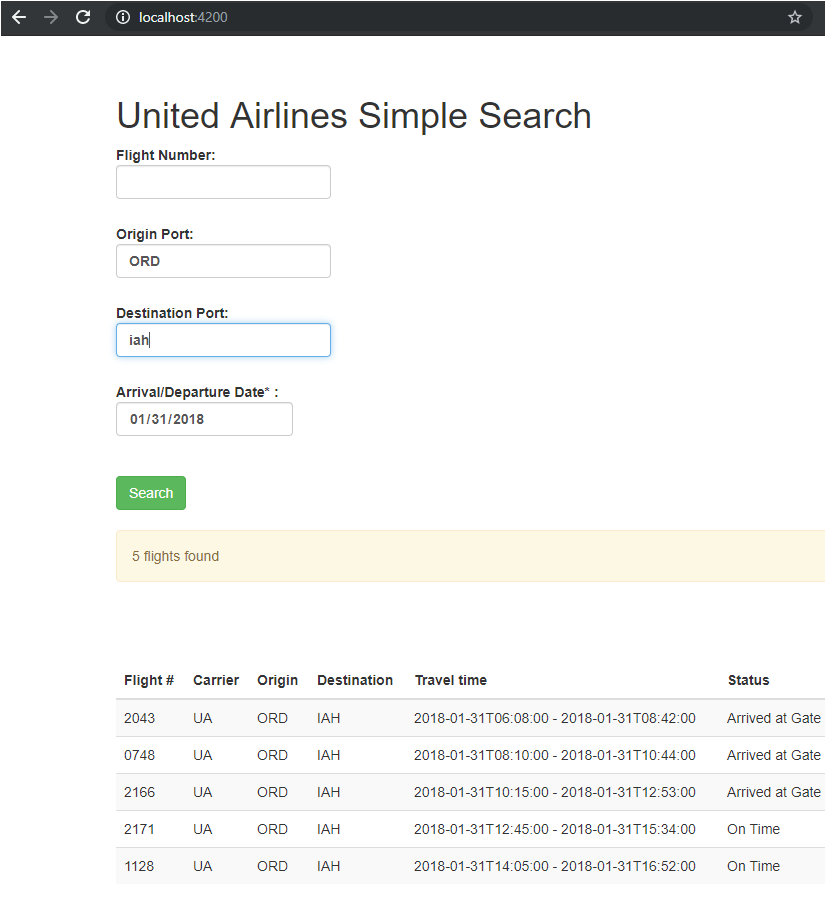 localhost:4200
United Airlines Simple Search
Flight Number:
Origin Port:
ORD
Destination Port:
iah
Arrival/Departure Date* :
01/31/2018
Search
5 flights found
Flight # Carrier Origin Destination Travel time Status
2043 UA ORD IAH 2018-01-31T06:08:00 - 2018-01-31T08:42:00 Arrived at Gate
0748 UA ORD IAH 2018-01-31T08:10:00 - 2018-01-31T10:44:00 Arrived at Gate
2166 UA ORD IAH 2018-01-31T10:15:00 - 2018-01-31T12:53:00 Arrived at Gate
2171 UA ORD IAH 2018-01-31T12:45:00 - 2018-01-31T15:34:00 On Time
1128 UA ORD IAH 2018-01-31T14:05:00 - 2018-01-31T16:52:00 On Time